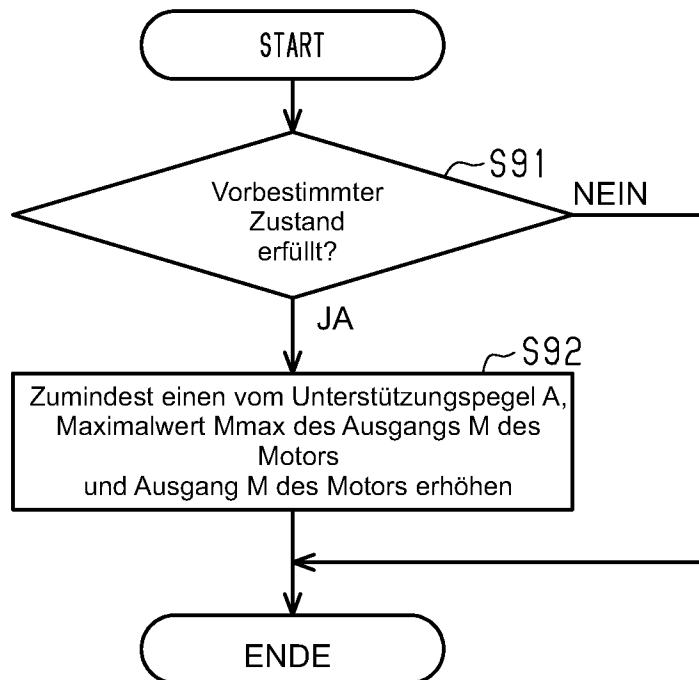 START
S91
Vorbestimmter
Zustand
erfüllt?
NEIN
JA
S92
Zumindest einen vom Unterstützungspegel A,
Maximalwert Mmax des Ausgangs M des
Motors
und Ausgang M des Motors erhöhen
ENDE